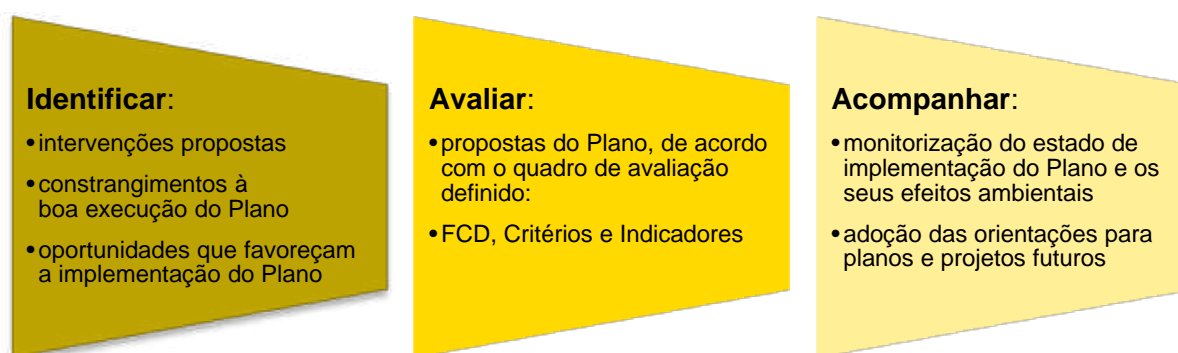 Identificar:
•intervenções propostas
•constrangimentos à
boa execução do Plano
•oportunidades que favoreçam
a implementação do Plano
Avaliar:
•propostas do Plano, de acordo
com o quadro de avaliação
definido:
•FCD, Critérios e Indicadores
Acompanhar:
•monitorização do estado de
implementação do Plano e os
seus efeitos ambientais
•adoção das orientações para
planos e projetos futuros